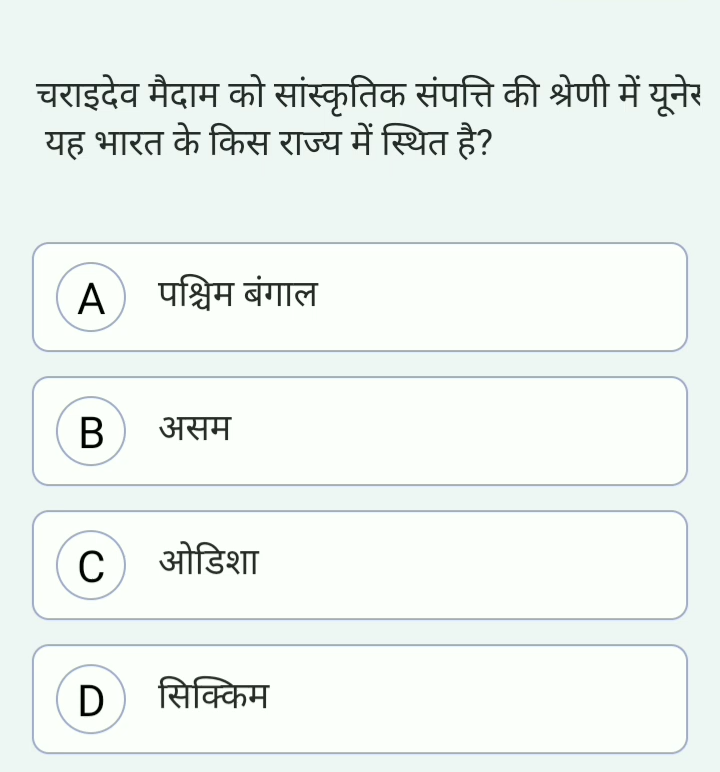 चराइदेव मैदाम को सांस्कृतिक संपत्ति की श्रेणी में
यह भारत के किस राज्य में स्थित है?
A पश्चिम बंगाल
B असम
C ओडिशा
D सिक्किम